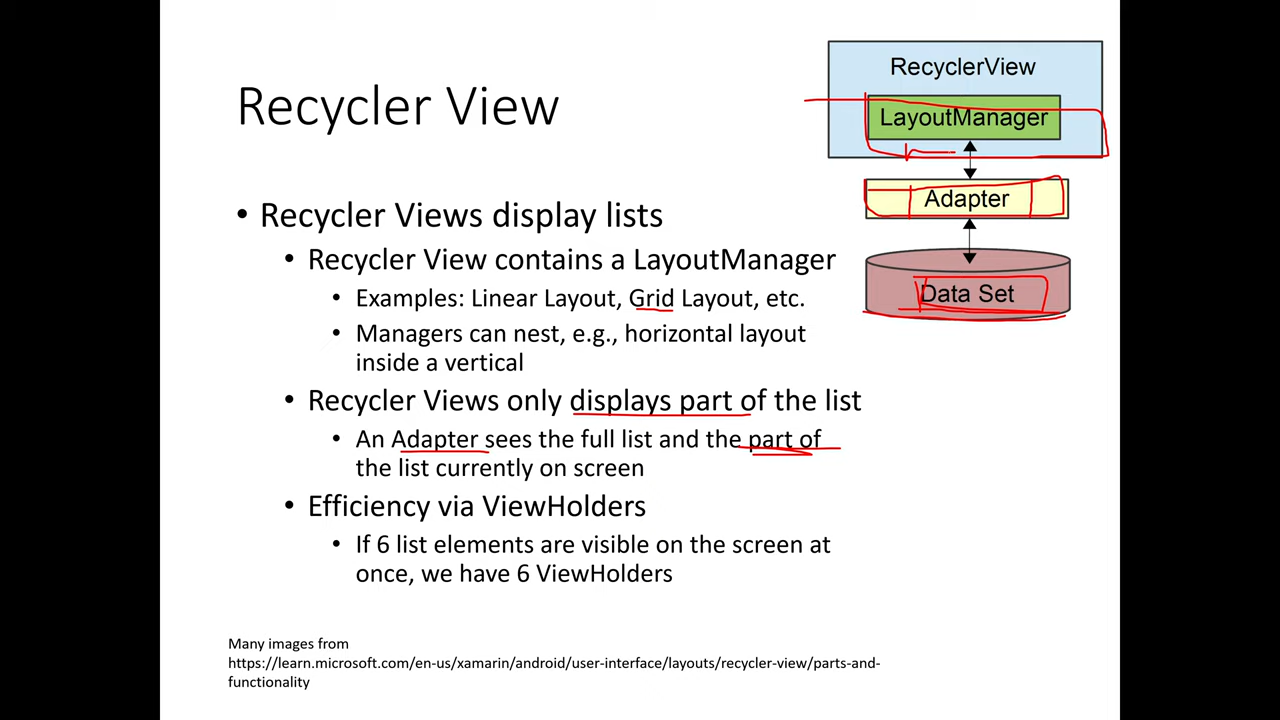 Recycler View
RecyclerView
LayoutManager
Adapter
Data Set
• Recycler Views display lists
• Recycler View contains a LayoutManager
• Examples: Linear Layout, Grid Layout, etc.
• Managers can nest, e.g., horizontal layout
inside a vertical
• Recycler Views only displays part of the list
• An Adapter sees the full list and the part of
the list currently on screen
• Efficiency via ViewHolders
• If 6 list elements are visible on the screen at
once, we have 6 ViewHolders
Many images from
https://learn.microsoft.com/en-us/xamarin/android/user-interface/layouts/recycler-view/parts-and-
functionality